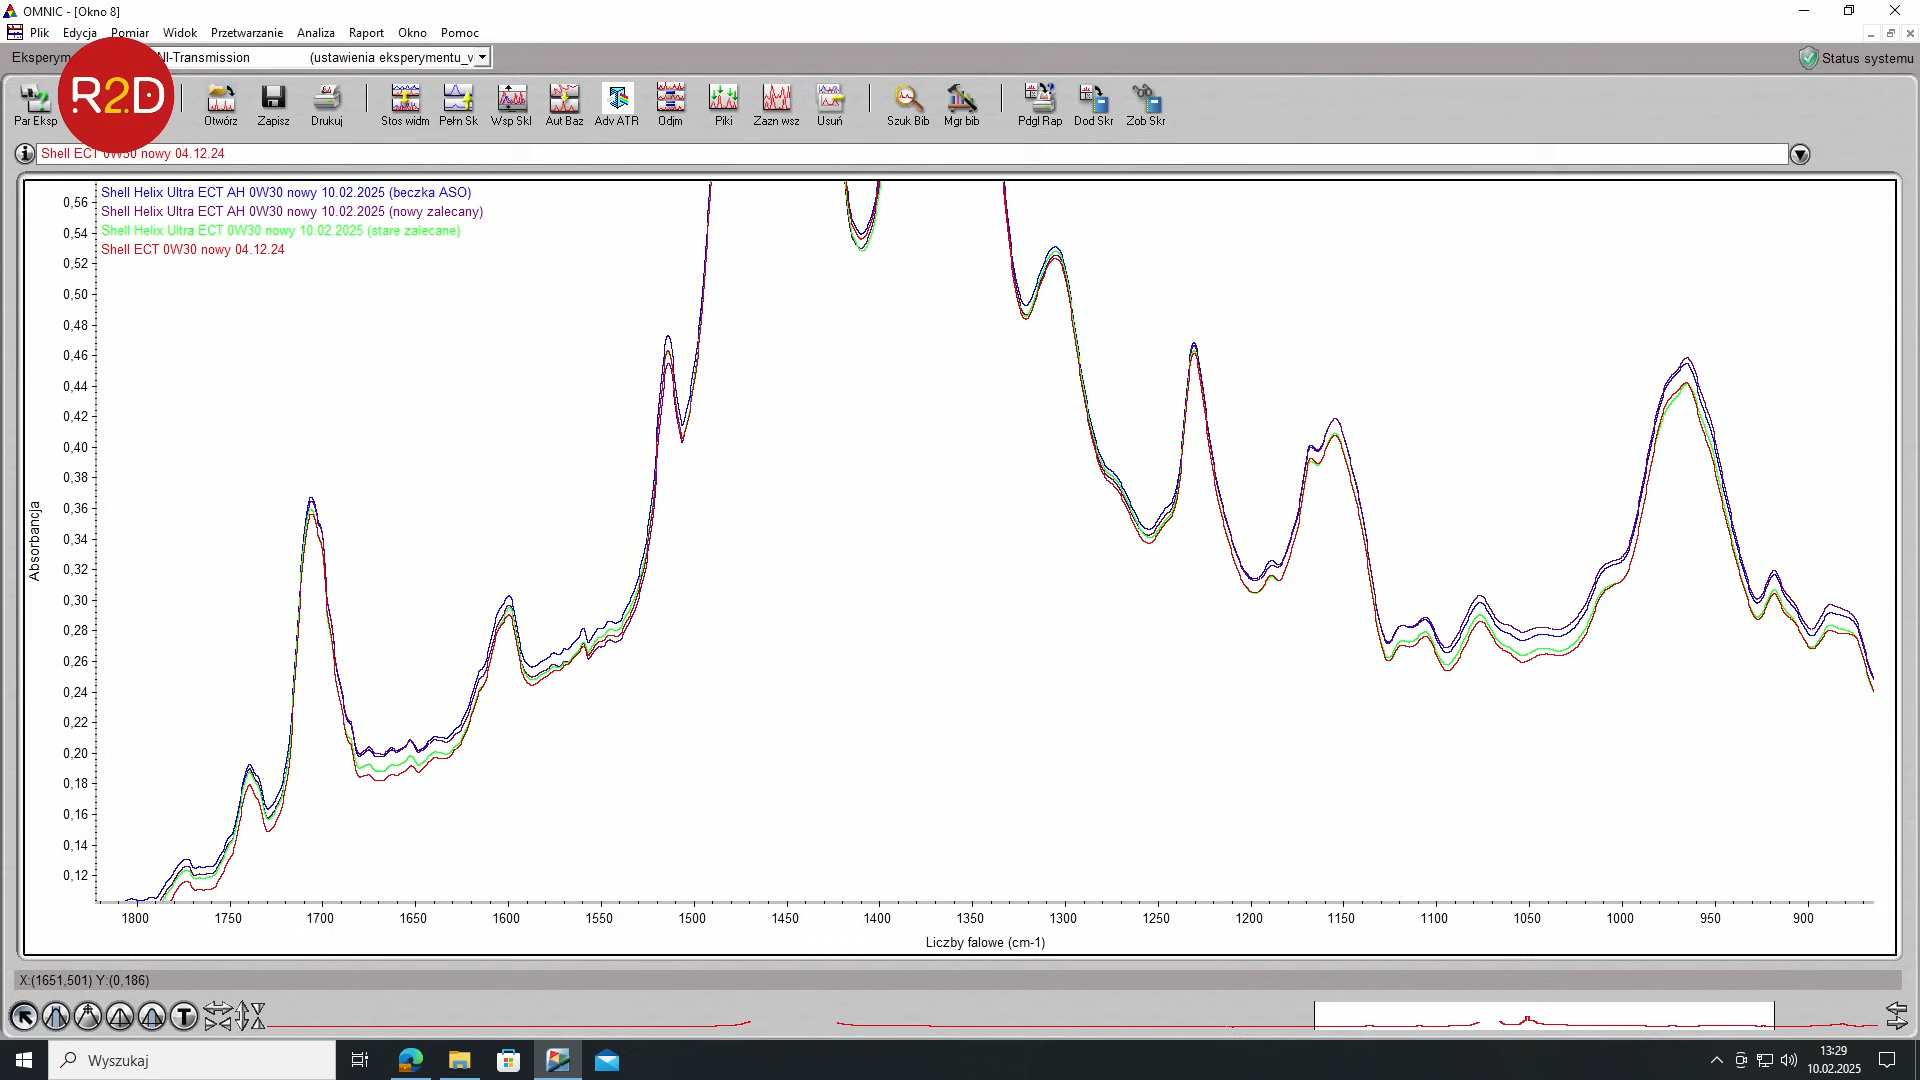 OMNIC - [Okno 8]
Plik Edycja Pomiar Widok Przetwarzanie Analiza Raport Okno Pomoc
NI-Transmission (ustawienia eksperymentu_v
Status systemu
R2D
Par Eksp Otwórz Zapisz Drukuj Stos widm Pełn Sk Wsp Skl Aut Baz Adv ATR Odjm Piki Zazn wsz Usuń Szuk Bib Mgr bib Pdgl Rap Dod Skr Zob Skr
Shell ECT 0W30 nowy 04.12.24
Shell Helix Ultra ECT AH 0W30 nowy 10.02.2025 (beczka ASO)
Shell Helix Ultra ECT AH 0W30 nowy 10.02.2025 (nowy zalecany)
Shell Helix Ultra ECT 0W30 nowy 10.02.2025 (stare zalecane)
Shell ECT 0W30 nowy 04.12.24
0,56
0,54
0,52
0,50
0,48
0,46
0,44
0,42
0,40
0,38
0,36
0,34
0,32
0,30
0,28
0,26
0,24
0,22
0,20
0,18
0,16
0,14
0,12
Absorbancja
1800 1750 1700 1650 1600 1550 1500 1450 1400 1350 1300 1250 1200 1150 1100 1050 1000 950 900
Liczby falowe (cm-1)
X:(1651,501) Y:(0,186)
T
Wyszukaj
13:29
10.02.2025